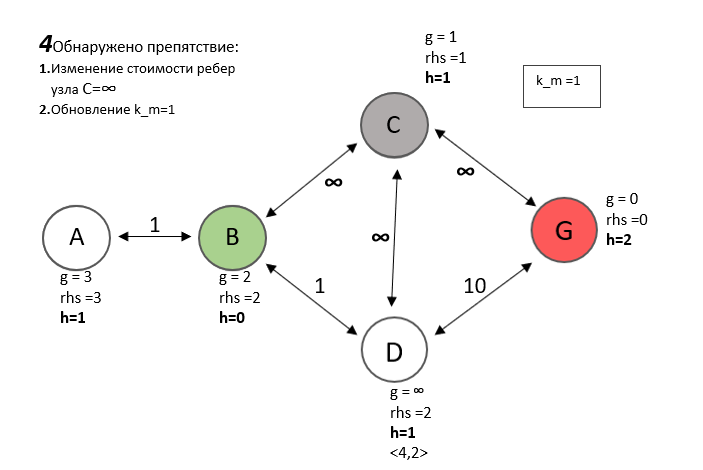 4Обнаружено препятствие:
1.Изменение стоимости ребер
узла C=∞
2.Обновление k_m=1
g = 1
rhs =1
h=1
k_m =1
C
∞
∞
g = 0
rhs =0
h=2
A
1
B
∞
G
g = 3
rhs =3
h=1
g = 2
rhs =2
h=0
1
10
D
g = ∞
rhs =2
h=1
<4,2>